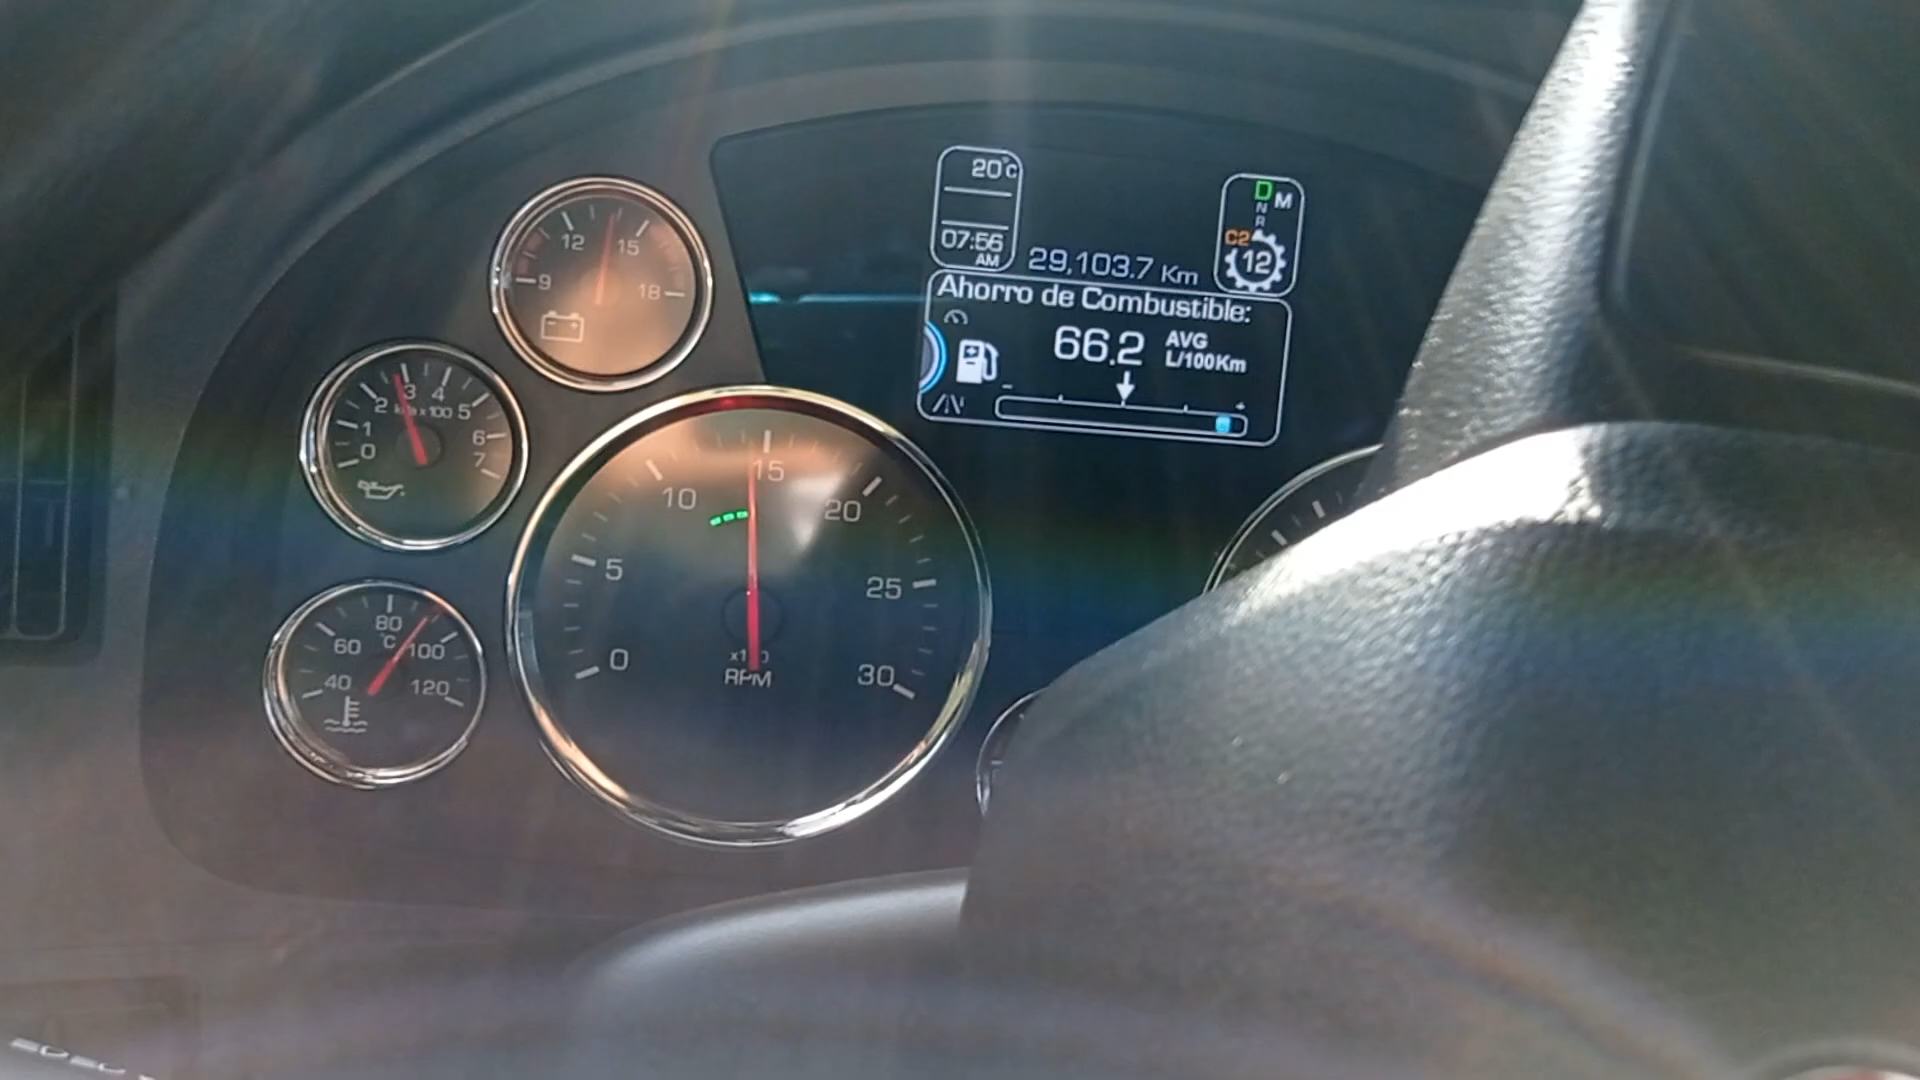 20°C
07:56
AM
29,103.7 Km
D M
N
R
C2
12
Ahorro de Combustible:
66.2 AVG
L/100Km
9 12 15 18
0 1 2 3 4 5 6 7
x100
0 5 10 15 20 25 30
RPM
40 60 80 100 120
°C